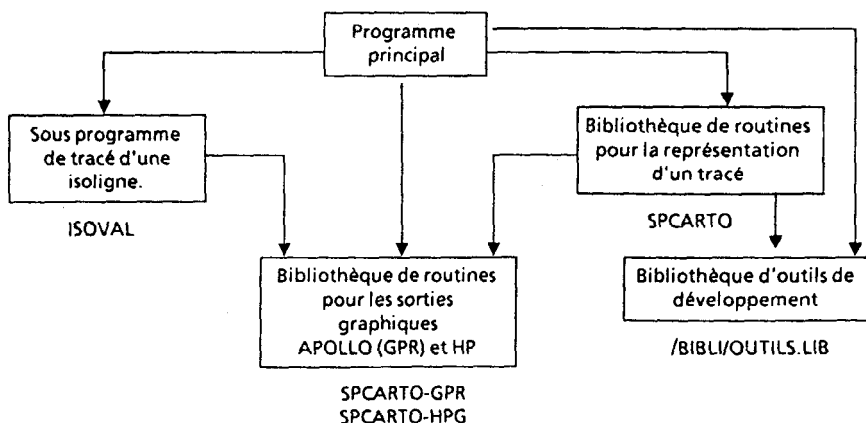 Programme
principal
Sous programme
de tracé d'une
isoligne.
ISOVAL
Bibliothèque de routines
pour la représentation
d'un tracé
SPCARTO
Bibliothèque de routines
pour les sorties
graphiques
APOLLO (GPR) et HP
SPCARTO-GPR
SPCARTO-HPG
Bibliothèque d'outils de
développement
/BIBLI/OUTILS.LIB